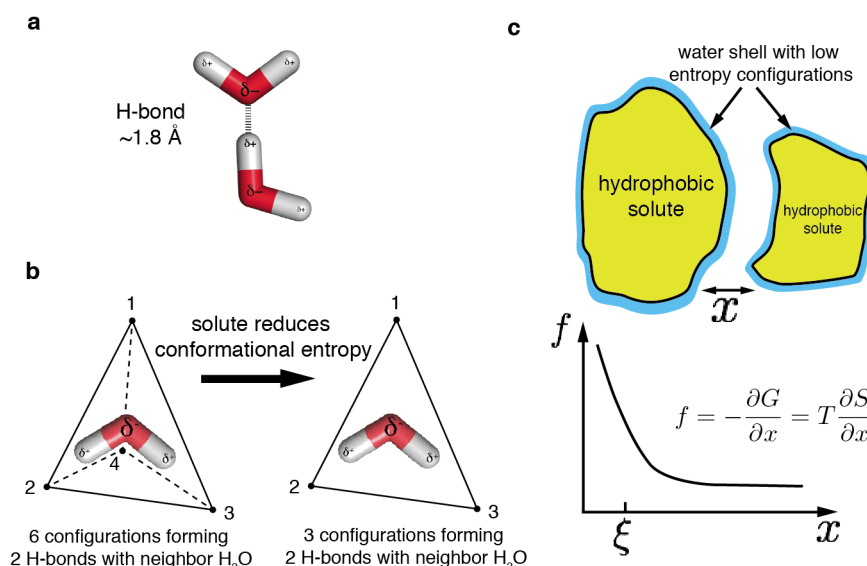 a
H-bond
~1.8 Å
δ+
δ+
δ−
δ+
δ−
δ+
b
1
solute reduces
conformational entropy
1
δ-
δ+
δ+
4
2
3
δ-
δ+
δ+
2
3
6 configurations forming
2 H-bonds with neighbor H₂O
3 configurations forming
2 H-bonds with neighbor H₂O
c
water shell with low
entropy configurations
hydrophobic
solute
hydrophobic
solute
x
f
f = −∂G/∂x = T ∂S/∂x
ξ
x